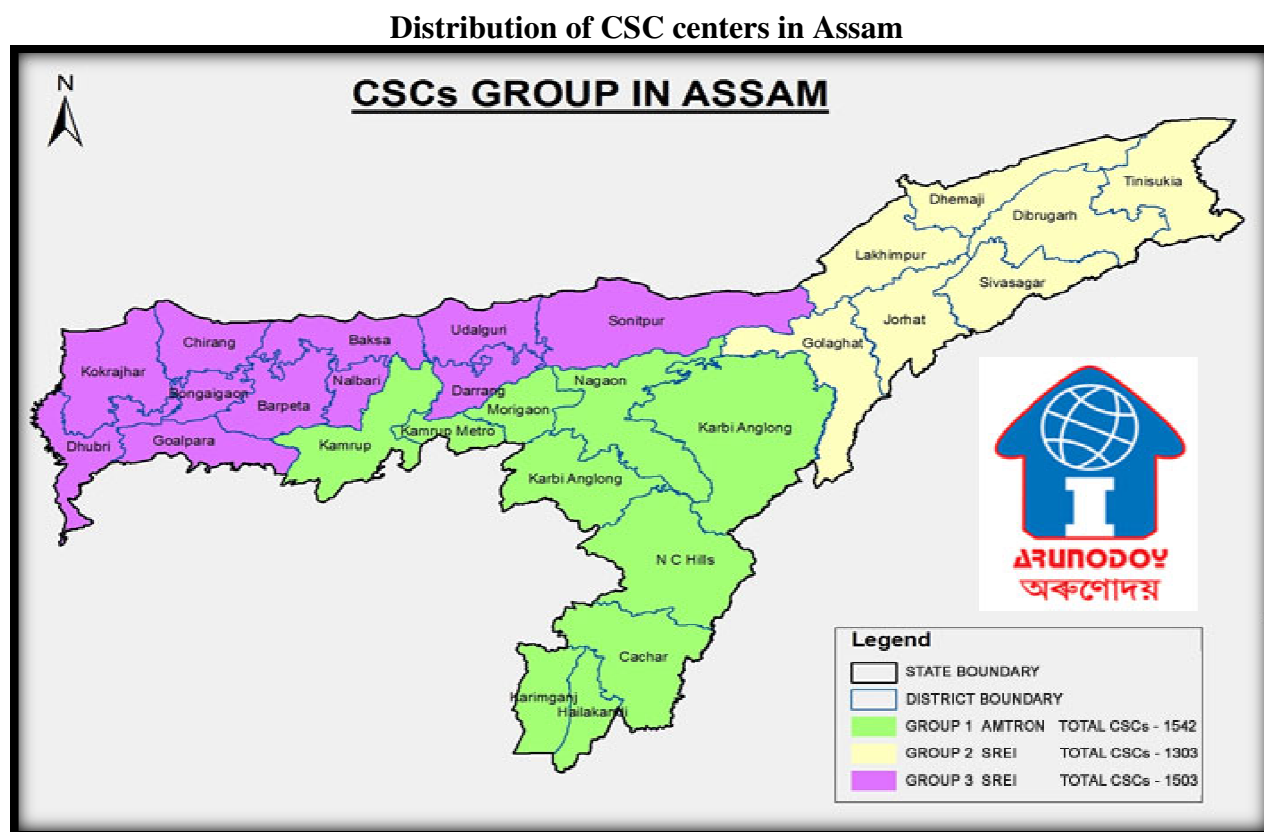 Distribution of CSC centers in Assam
CSCs GROUP IN ASSAM
N
Tinisukia
Dhemaji
Dibrugarh
Lakhimpur
Sivasagar
Jorhat
Golaghat
Sonitpur
Udalguri
Baksa
Chirang
Kokrajhar
Bongaigaon
Nalbari
Barpeta
Darrang
Dhubri
Goalpara
Nagaon
Morigaon
Kamrup Metro
Kamrup
Karbi Anglong
Karbi Anglong
N C Hills
Cachar
Karimganj
Hailakandi
I
ARUNODOY
অৰুণোদয়
Legend
STATE BOUNDARY
DISTRICT BOUNDARY
GROUP 1 AMTRON TOTAL CSCs - 1542
GROUP 2 SREI TOTAL CSCs - 1303
GROUP 3 SREI TOTAL CSCs - 1503